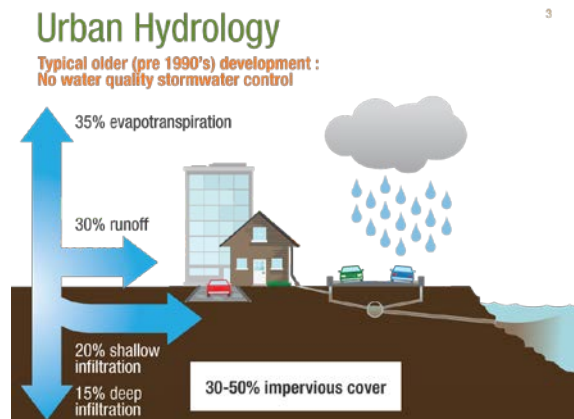 3
Urban Hydrology
Typical older (pre 1990's) development :
No water quality stormwater control
35% evapotranspiration
30% runoff
20% shallow
infiltration
15% deep
infiltration
30-50% impervious cover